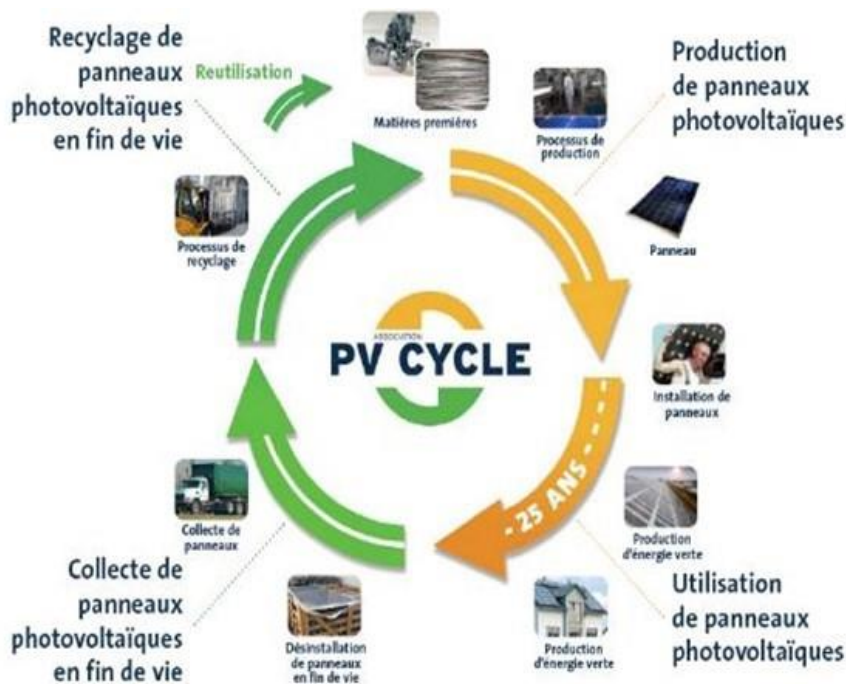 Recyclage de
panneaux
photovoltaïques
en fin de vie
Reutilisation
Matières premières
Processus de
production
Production
de panneaux
photovoltaïques
Processus de
recyclage
Panneau
ASSOCIATION
PV CYCLE
Installation de
panneaux
- 25 ANS -
Collecte de
panneaux
Production
d'énergie verte
Collecte de
panneaux
photovoltaïques
en fin de vie
Désinstallation
de panneaux
en fin de vie
Production
d'énergie verte
Utilisation
de panneaux
photovoltaïques